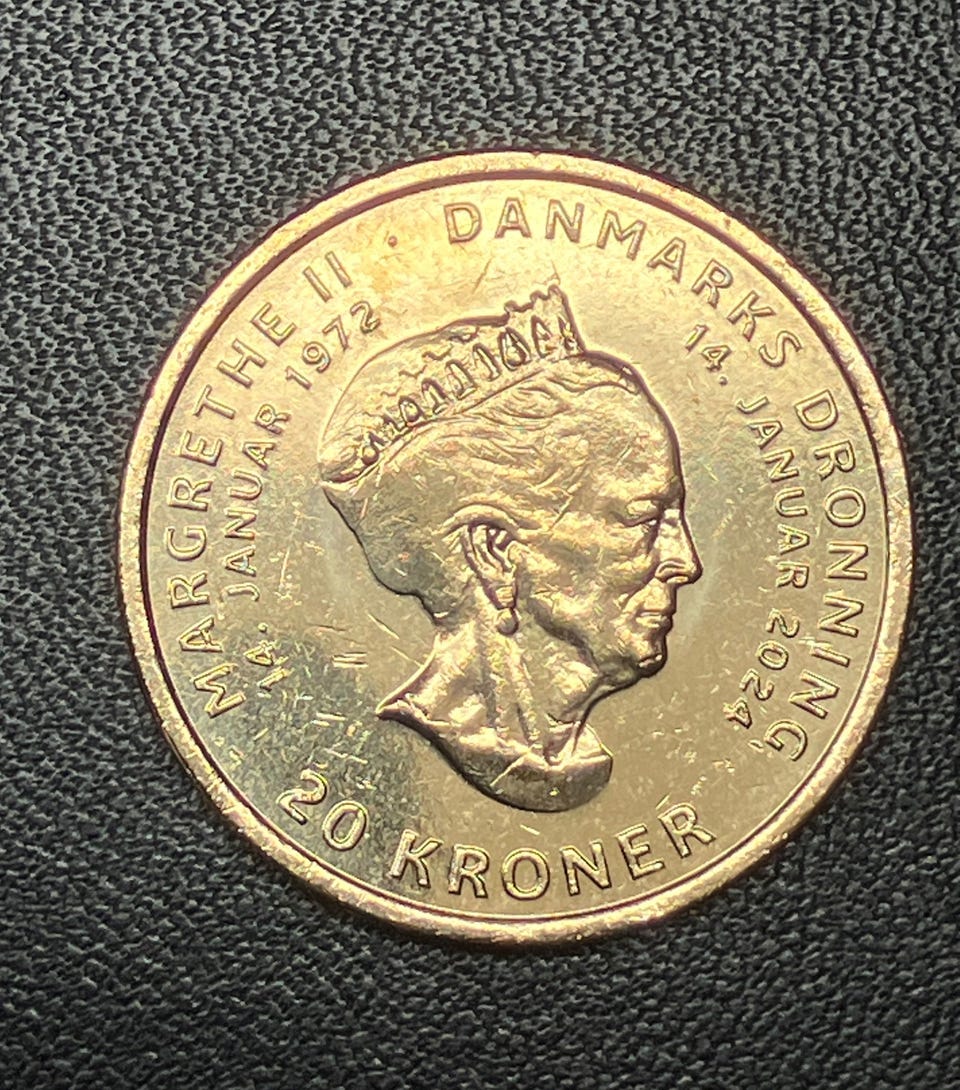 MARGRETHE II · DANMARKS DRONNING
14. JANUAR 1972
14. JANUAR 2024
20 KRONER